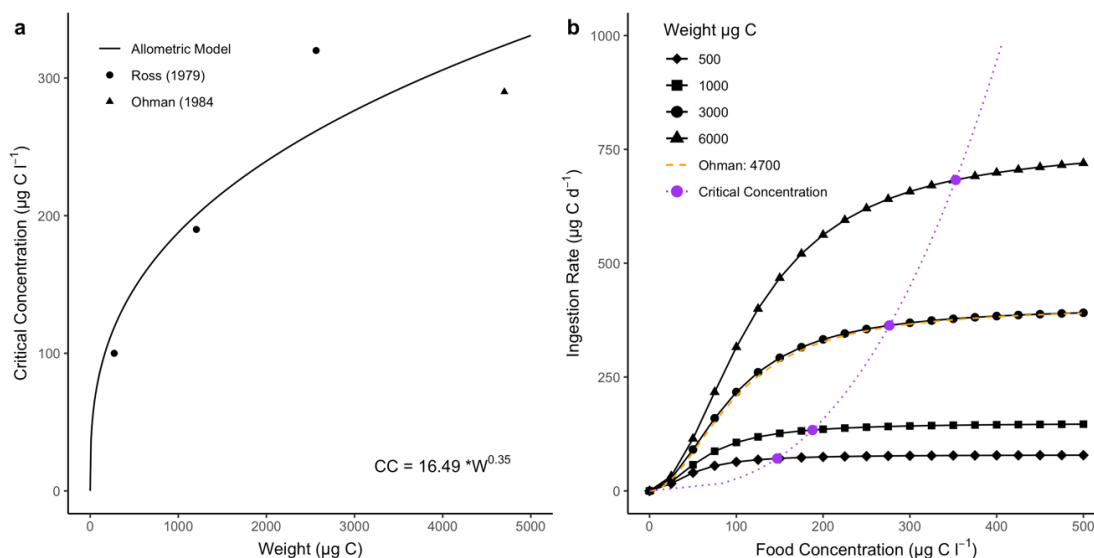 a
Allometric Model
Ross (1979)
Ohman (1984
300
200
100
0
Critical Concentration (µg C l⁻¹)
CC = 16.49 *W^0.35
0
1000
2000
3000
4000
5000
Weight (µg C)
b
Weight µg C
500
1000
3000
6000
Ohman: 4700
Critical Concentration
1000
750
500
250
0
Ingestion Rate (µg C d⁻¹)
0
100
200
300
400
500
Food Concentration (µg C l⁻¹)